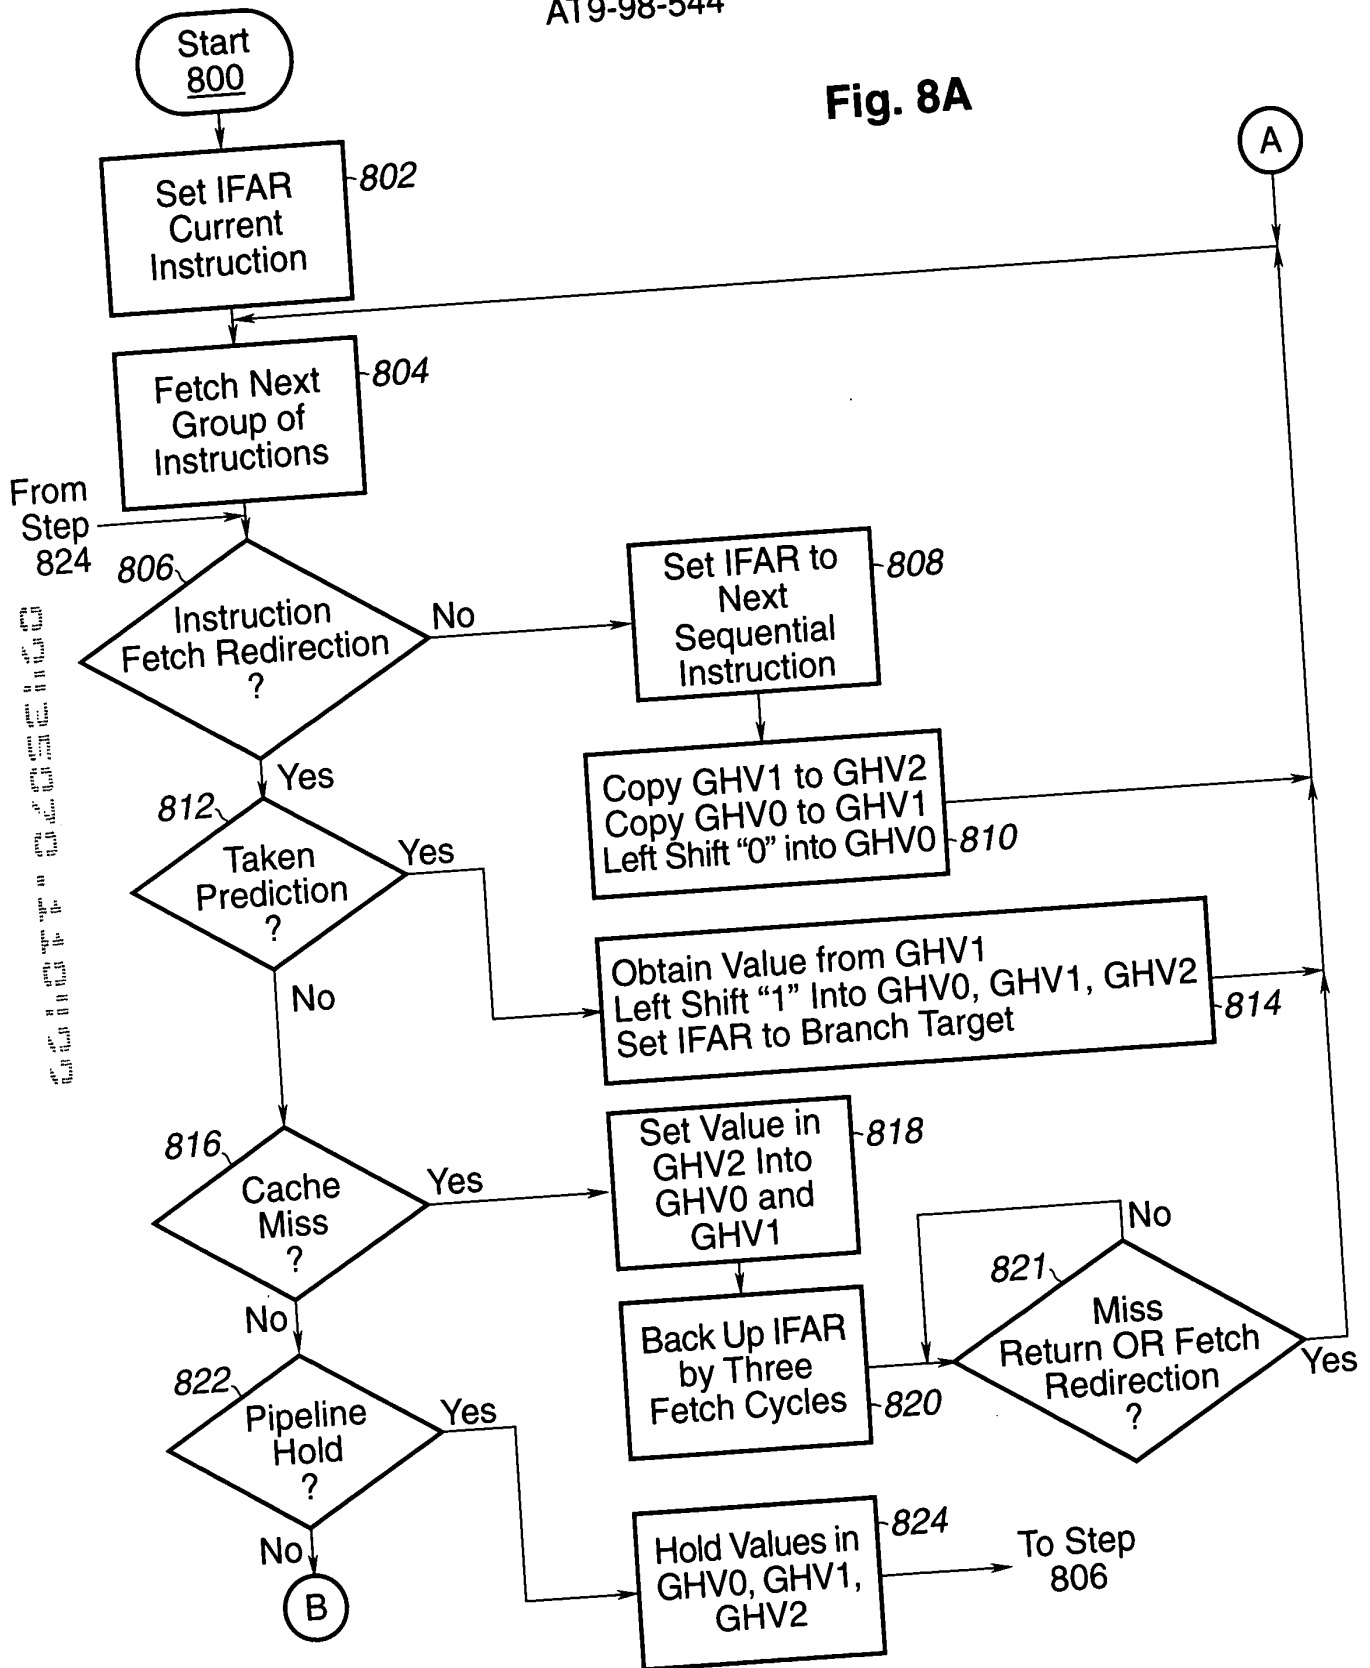 AT9-98-544
Fig. 8A
Start
800
A
Set IFAR
Current
Instruction
802
Fetch Next
Group of
Instructions
804
From
Step
824
806
Instruction
Fetch Redirection
?
No
Yes
Set IFAR to
Next
Sequential
Instruction
808
Copy GHV1 to GHV2
Copy GHV0 to GHV1
Left Shift “0” into GHV0
810
812
Taken
Prediction
?
Yes
No
Obtain Value from GHV1
Left Shift “1” Into GHV0, GHV1, GHV2
Set IFAR to Branch Target
814
816
Cache
Miss
?
Yes
No
Set Value in
GHV2 Into
GHV0 and
GHV1
818
Back Up IFAR
by Three
Fetch Cycles
820
821
Miss
Return OR Fetch
Redirection
?
No
Yes
822
Pipeline
Hold
?
Yes
No
B
Hold Values in
GHV0, GHV1,
GHV2
824
To Step
806